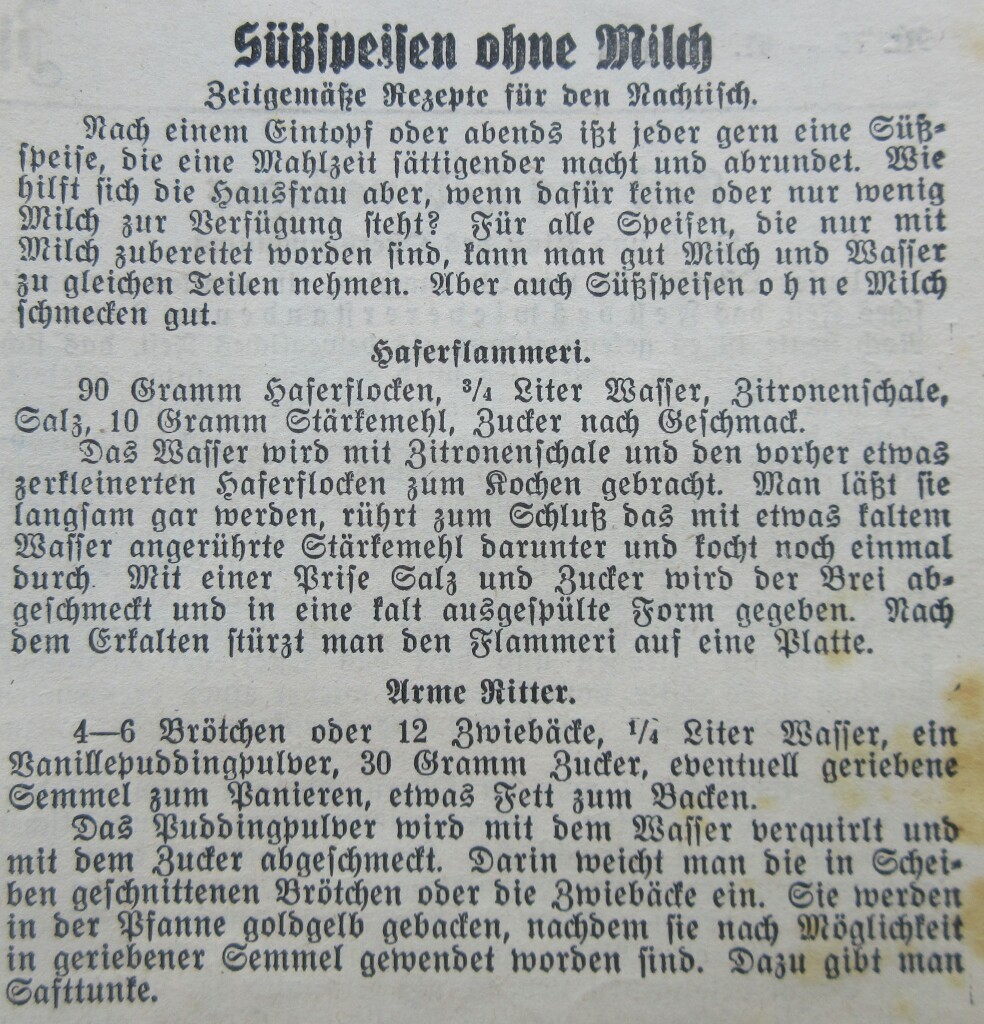 Süßspeisen ohne Milch
Zeitgemäße Rezepte für den Nachtisch.
Nach einem Eintopf oder abends ißt jeder gern eine Süß-
speise, die eine Mahlzeit sättigender macht und abrundet. Wie
hilft sich die Hausfrau aber, wenn dafür keine oder nur wenig
Milch zur Verfügung steht? Für alle Speisen, die nur mit
Milch zubereitet worden sind, kann man gut Milch und Wasser
zu gleichen Teilen nehmen. Aber auch Süßspeisen ohne Milch
schmecken gut.
Haferflammeri.
90 Gramm Haferflocken, ¾ Liter Wasser, Zitronenschale,
Salz, 10 Gramm Stärkemehl, Zucker nach Geschmack.
Das Wasser wird mit Zitronenschale und den vorher etwas
zerkleinerten Haferflocken zum Kochen gebracht. Man läßt sie
langsam gar werden, rührt zum Schluß das mit etwas kaltem
Wasser angerührte Stärkemehl darunter und kocht noch einmal
durch. Mit einer Prise Salz und Zucker wird der Brei ab-
geschmeckt und in eine kalt ausgespülte Form gegeben. Nach
dem Erkalten stürzt man den Flammeri auf eine Platte.
Arme Ritter.
4—6 Brötchen oder 12 Zwiebäcke, ¼ Liter Wasser, ein
Vanillepuddingpulver, 30 Gramm Zucker, eventuell geriebene
Semmel zum Panieren, etwas Fett zum Backen.
Das Puddingpulver wird mit dem Wasser verquirlt und
mit dem Zucker abgeschmeckt. Darin weicht man die in Schei-
ben geschnittenen Brötchen oder die Zwiebäcke ein. Sie werden
in der Pfanne goldgelb gebacken, nachdem sie nach Möglichkeit
in geriebener Semmel gewendet worden sind. Dazu gibt man
Safttunke.